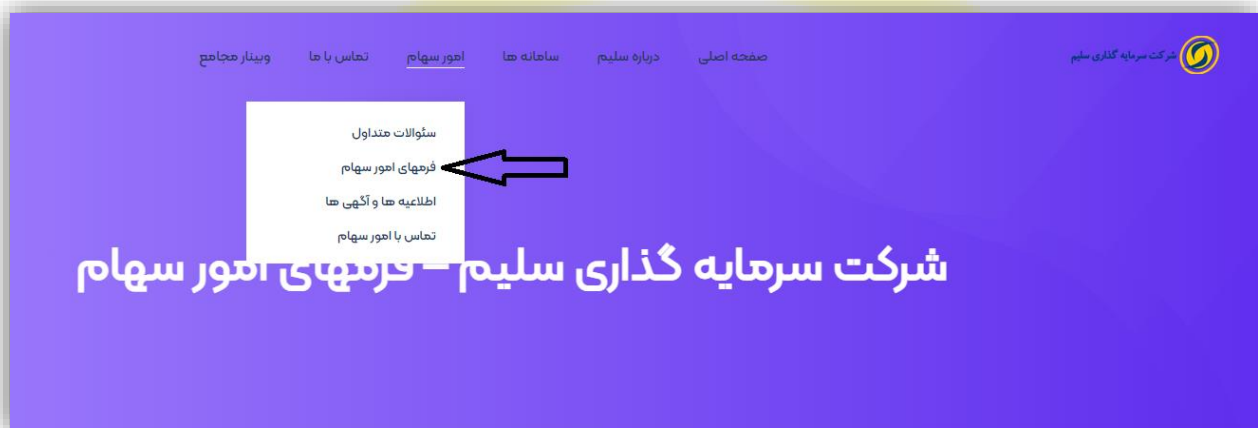 شرکت سرمایه گذاری سلیم
صفحه اصلی درباره سلیم سامانه ها امور سهام تماس با ما وبینار مجامع
سئوالات متداول
فرمهای امور سهام
اطلاعیه ها و آگهی ها
تماس با امور سهام
شرکت سرمایه گذاری سلیم – فرمهای امور سهام